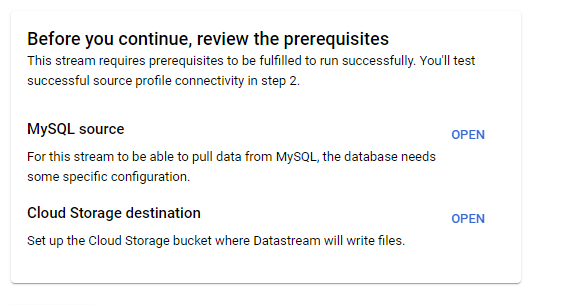 Before you continue, review the prerequisites
This stream requires prerequisites to be fulfilled to run successfully. You'll test
successful source profile connectivity in step 2.
MySQL source
OPEN
For this stream to be able to pull data from MySQL, the database needs
some specific configuration.
Cloud Storage destination
OPEN
Set up the Cloud Storage bucket where Datastream will write files.